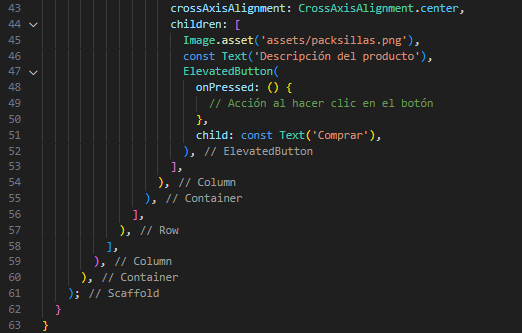 43 crossAxisAlignment: CrossAxisAlignment.center,
44 children: [
45 Image.asset('assets/packsillas.png'),
46 const Text('Descripción del producto'),
47 ElevatedButton(
48 onPressed: () {
49 // Acción al hacer clic en el botón
50 },
51 child: const Text('Comprar'),
52 ), // ElevatedButton
53 ],
54 ), // Column
55 ), // Container
56 ],
57 ), // Row
58 ],
59 ), // Column
60 ), // Container
61 ); // Scaffold
62 }
63 }